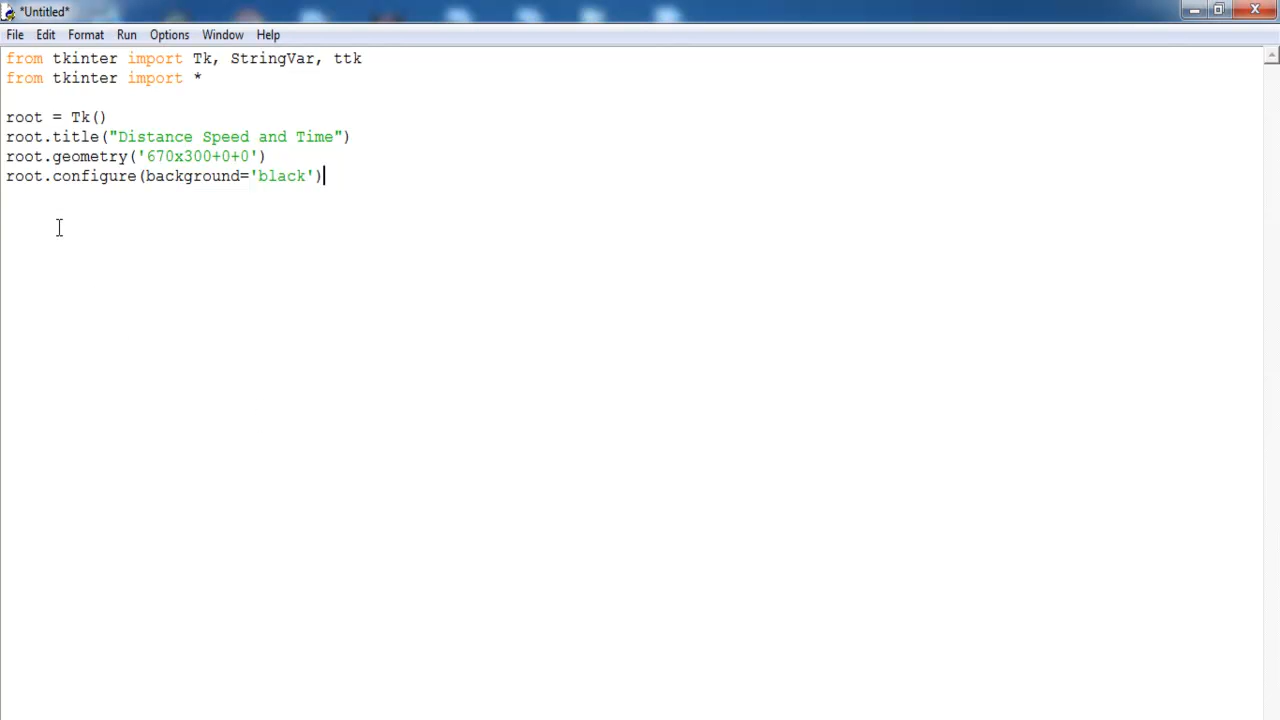 *Untitled*
File Edit Format Run Options Window Help
from tkinter import Tk, StringVar, ttk
from tkinter import *
root = Tk()
root.title("Distance Speed and Time")
root.geometry('670x300+0+0')
root.configure(background='black')